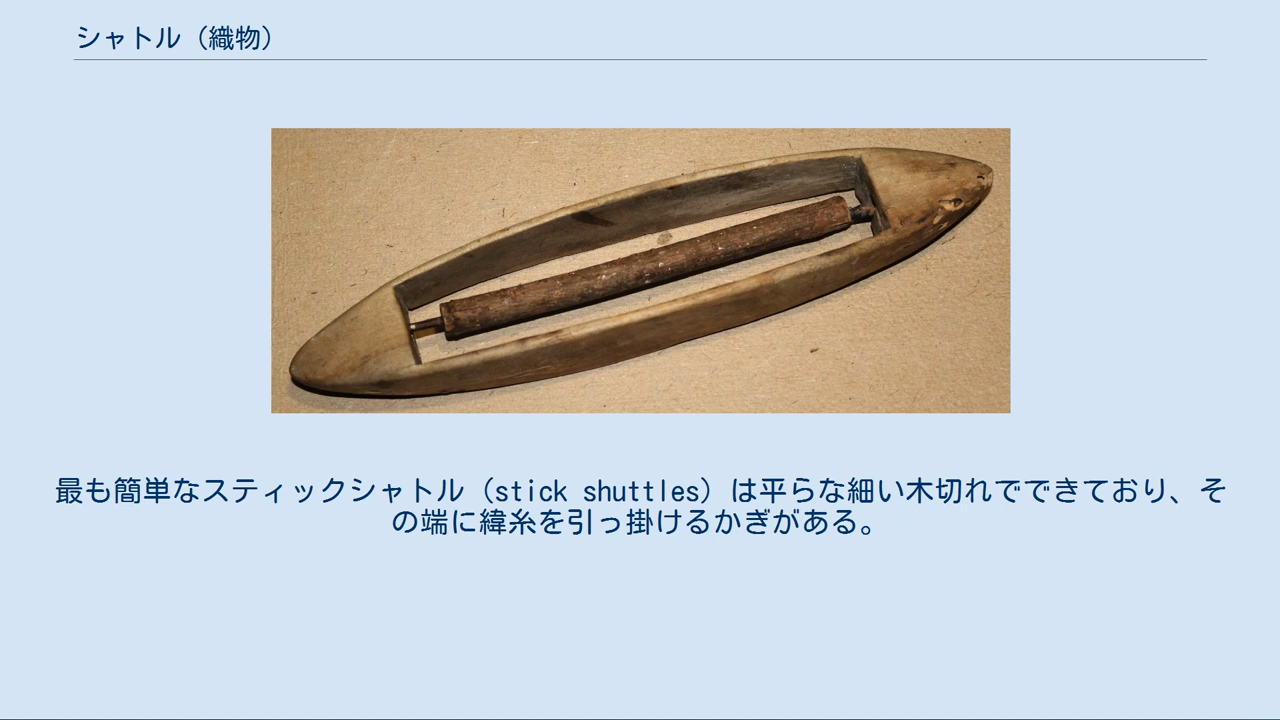 シャトル（織物）
最も簡単なスティックシャトル（stick shuttles）は平らな細い木切れでできており、そ
の端に緯糸を引っ掛けるかぎがある。